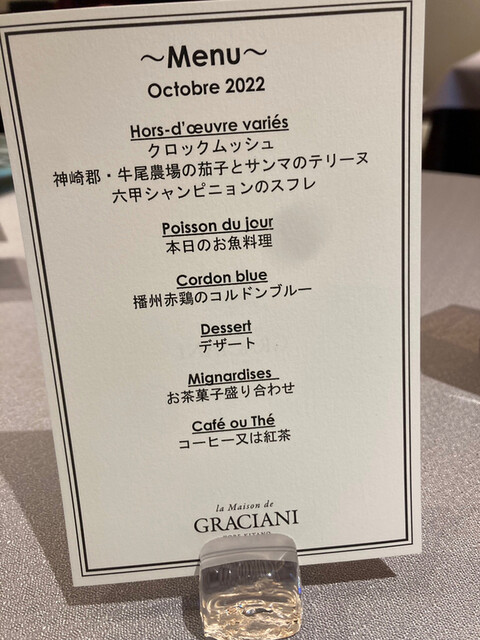 ～Menu～
Octobre 2022
Hors-d'œuvre variés
クロックムッシュ
神崎郡・牛尾農場の茄子とサンマのテリーヌ
六甲シャンピニョンのスフレ
Poisson du jour
本日のお魚料理
Cordon blue
播州赤鶏のコルドンブルー
Dessert
デザート
Mignardises
お茶菓子盛り合わせ
Café ou Thé
コーヒー又は紅茶
la Maison de
GRACIANI
KITANO